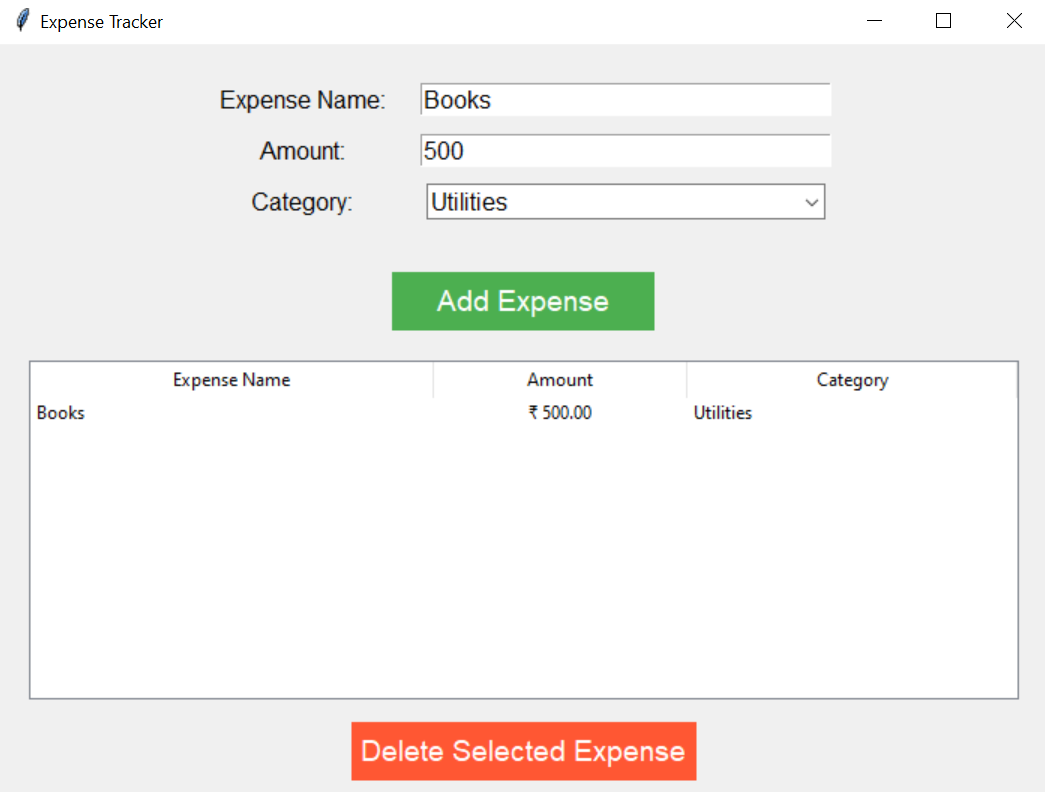 Expense Tracker
Expense Name: Books
Amount: 500
Category: Utilities
Add Expense
Expense Name Amount Category
Books ₹ 500.00 Utilities
Delete Selected Expense